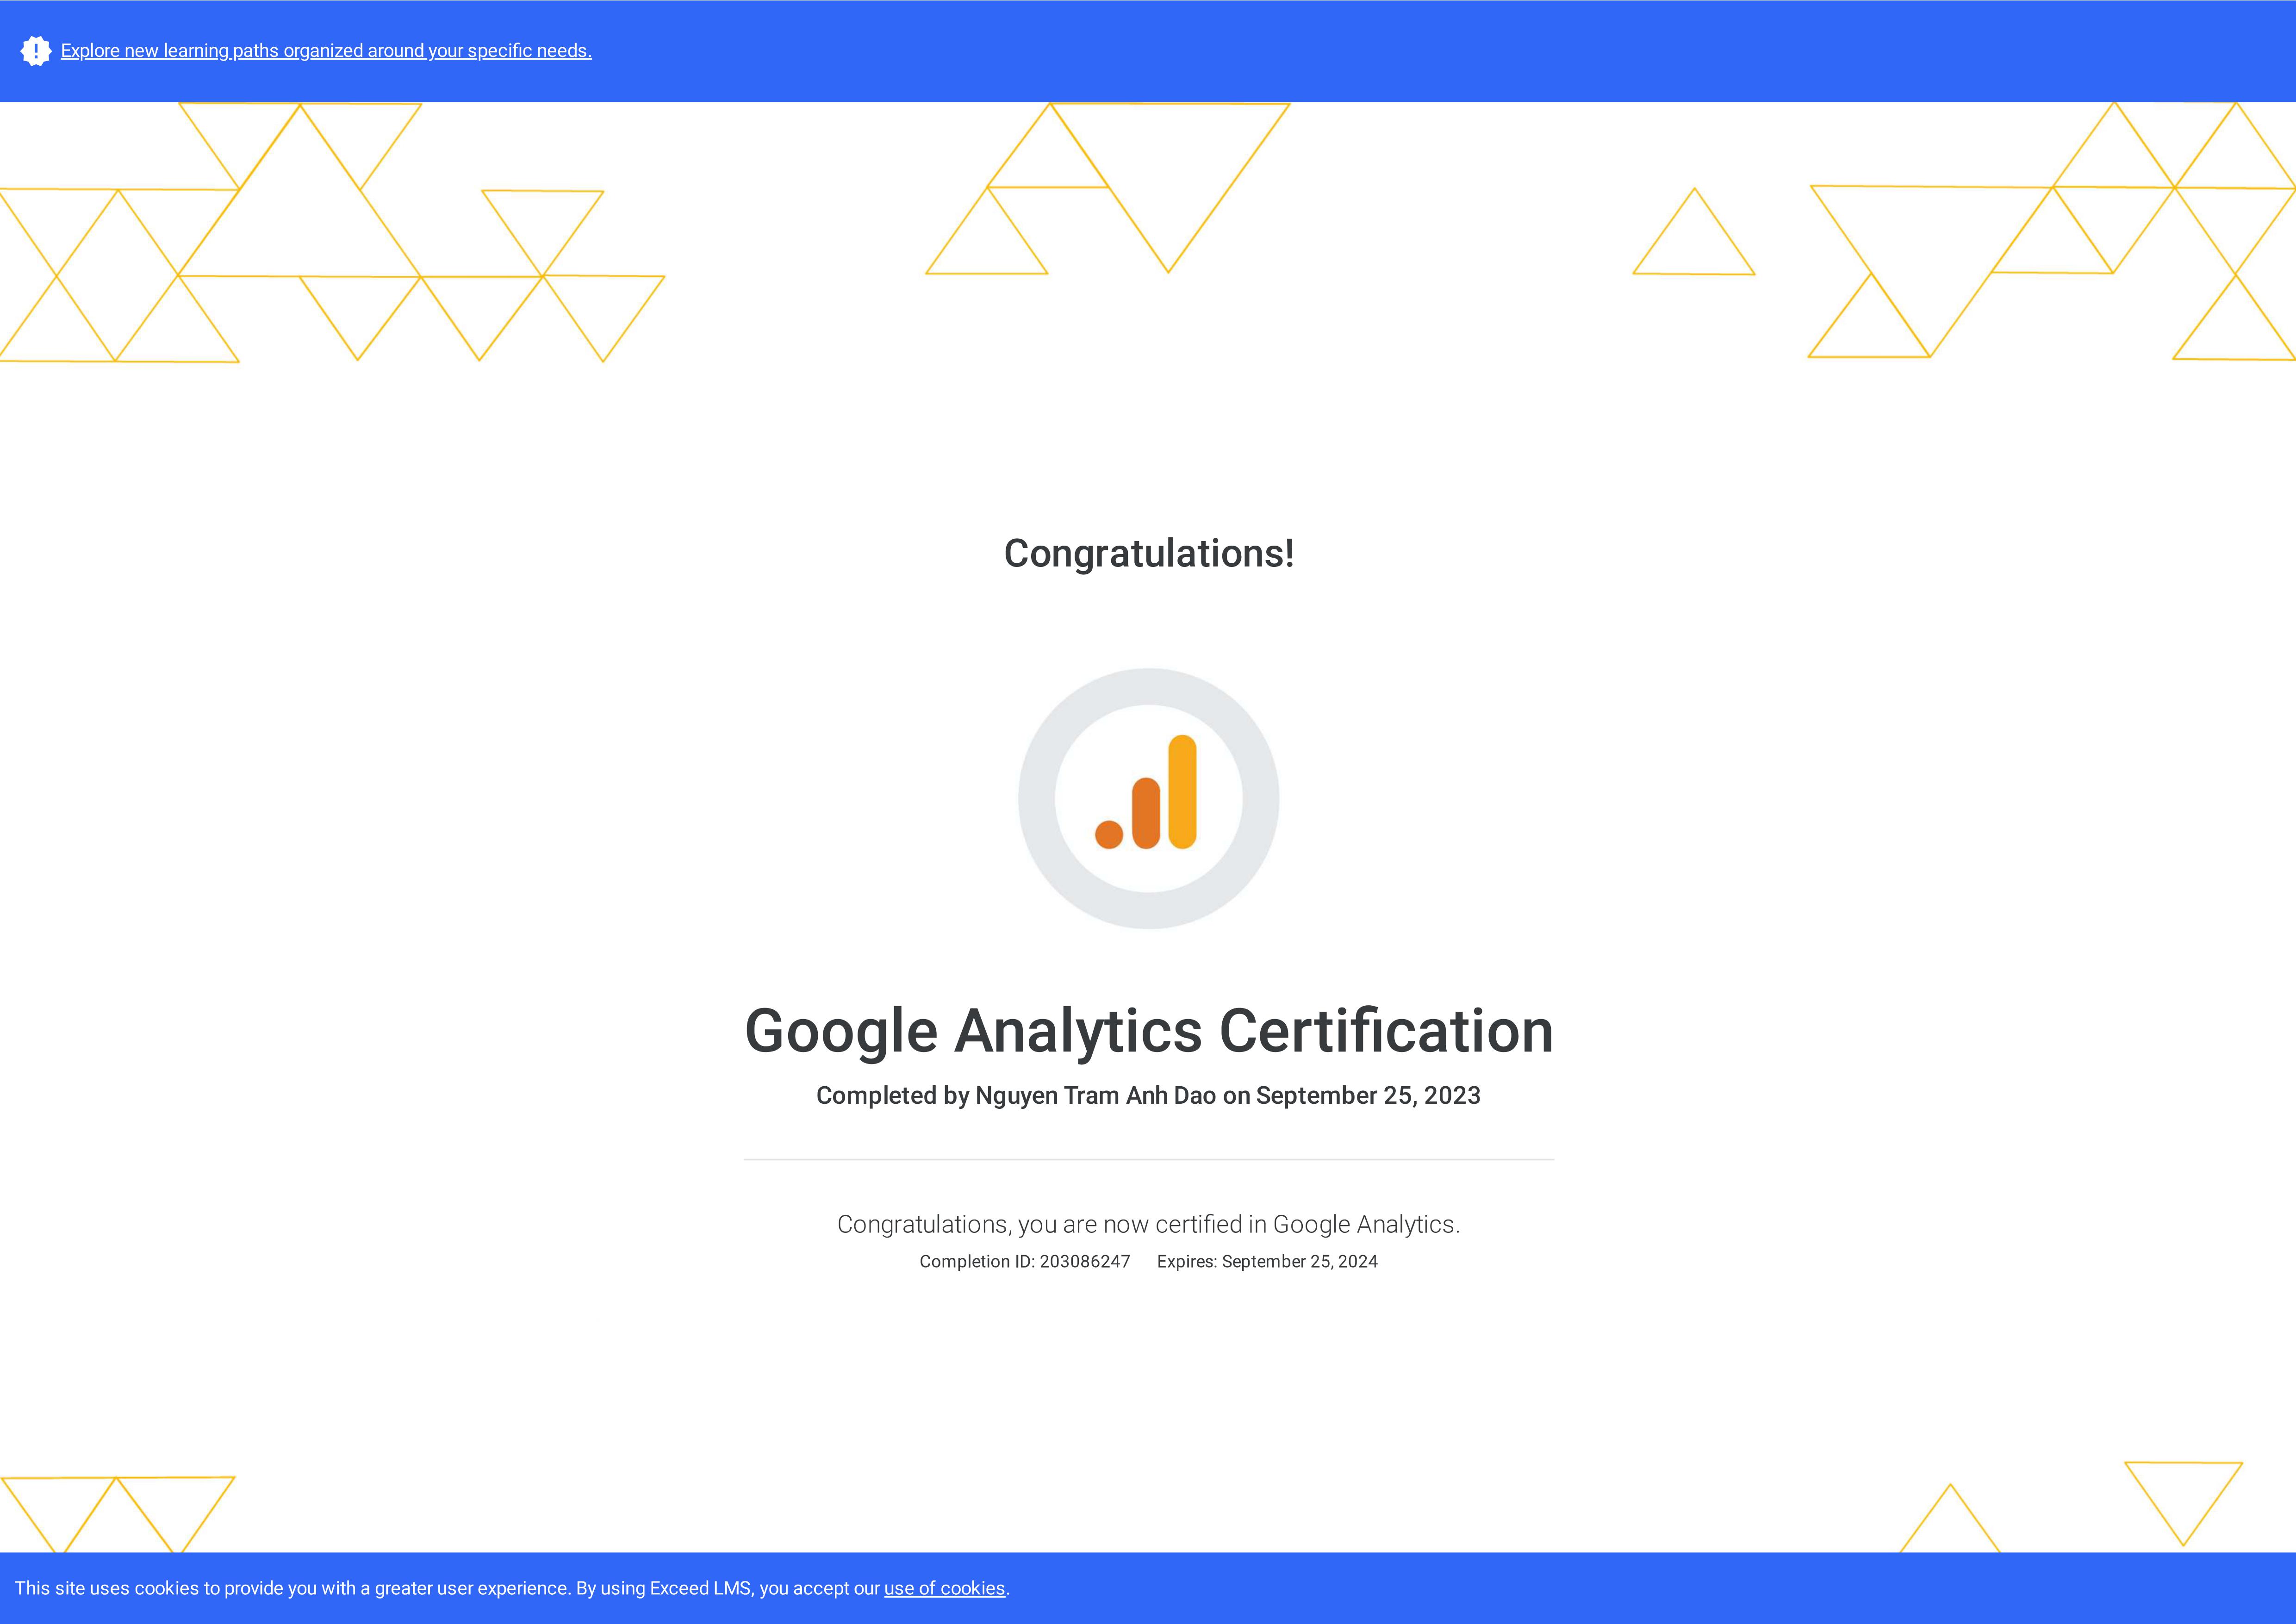 Explore new learning paths organized around your specific needs.
Congratulations!
Google Analytics Certification
Completed by Nguyen Tram Anh Dao on September 25, 2023
Congratulations, you are now certified in Google Analytics.
Completion ID: 203086247 Expires: September 25, 2024
This site uses cookies to provide you with a greater user experience. By using Exceed LMS, you accept our use of cookies.